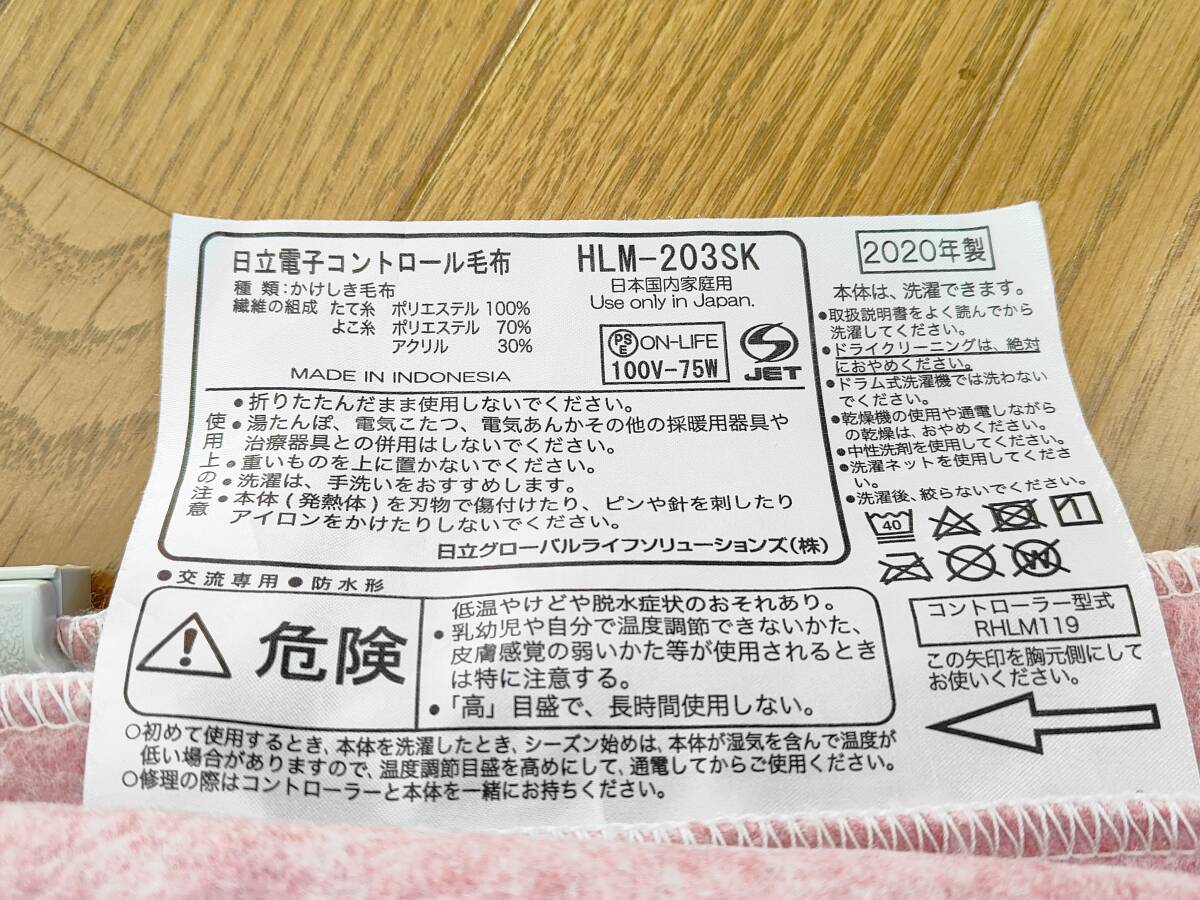 日立電子コントロール毛布 HLM-203SK
種 類:かけしき毛布
繊維の組成 たて糸 ポリエステル 100%
よこ糸 ポリエステル 70%
アクリル 30%
MADE IN INDONESIA
日本国内家庭用
Use only in Japan.
PS
E
ON-LIFE
100V-75W
JET
使用上の注意
●折りたたんだまま使用しないでください。
●湯たんぽ、電気こたつ、電気あんかその他の採暖用器具や
治療器具との併用はしないでください。
●重いものを上に置かないでください。
●洗濯は、手洗いをおすすめします。
●本体(発熱体)を刃物で傷付けたり、ピンや針を刺したり
アイロンをかけたりしないでください。
日立グローバルライフソリューションズ(株)
●交流専用 ●防水形
危険
低温やけどや脱水症状のおそれあり。
●乳幼児や自分で温度調節できないかた、
皮膚感覚の弱いかた等が使用されるとき
は特に注意する。
●「高」目盛で、長時間使用しない。
○初めて使用するとき、本体を洗濯したとき、シーズン始めは、本体が湿気を含んで温度が
低い場合がありますので、温度調節目盛を高めにして、通電してからご使用ください。
○修理の際はコントローラーと本体を一緒にお持ちください。
2020年製
本体は、洗濯できます。
●取扱説明書をよく読んでから
洗濯してください。
●ドライクリーニングは、絶対
におやめください。
●ドラム式洗濯機では洗わない
でください。
●乾燥機の使用や通電しながら
の乾燥は、おやめください。
●中性洗剤を使用してください。
●洗濯ネットを使用してくださ
い。
●洗濯後、絞らないでください。
40
W
コントローラー型式
RHLM119
この矢印を胸元側にして
お使いください。